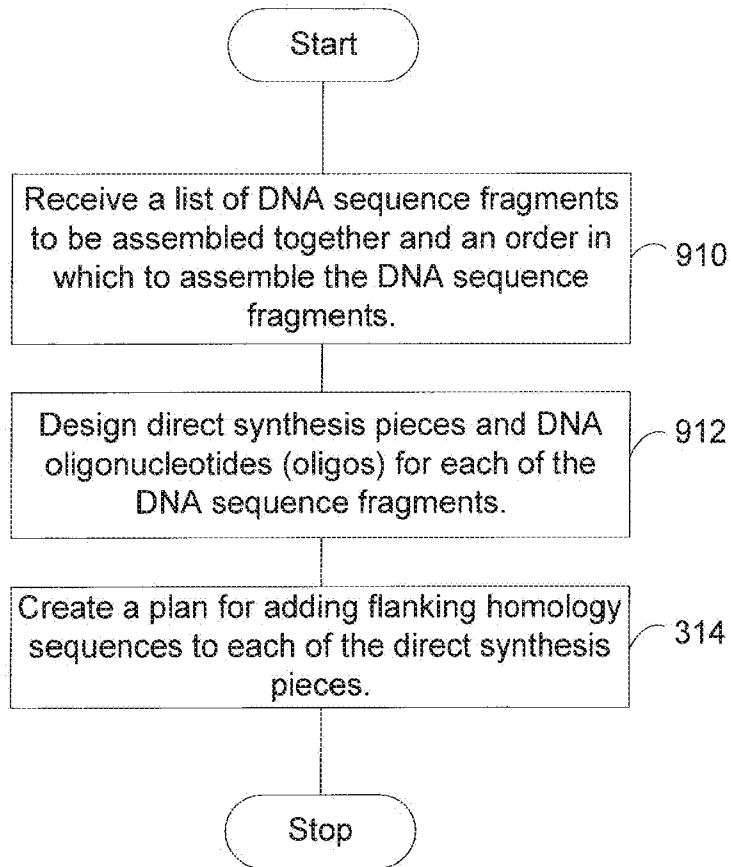 Start
Receive a list of DNA sequence fragments
to be assembled together and an order in
which to assemble the DNA sequence
fragments.
910
Design direct synthesis pieces and DNA
oligonucleotides (oligos) for each of the
DNA sequence fragments.
912
Create a plan for adding flanking homology
sequences to each of the direct synthesis
pieces.
314
Stop